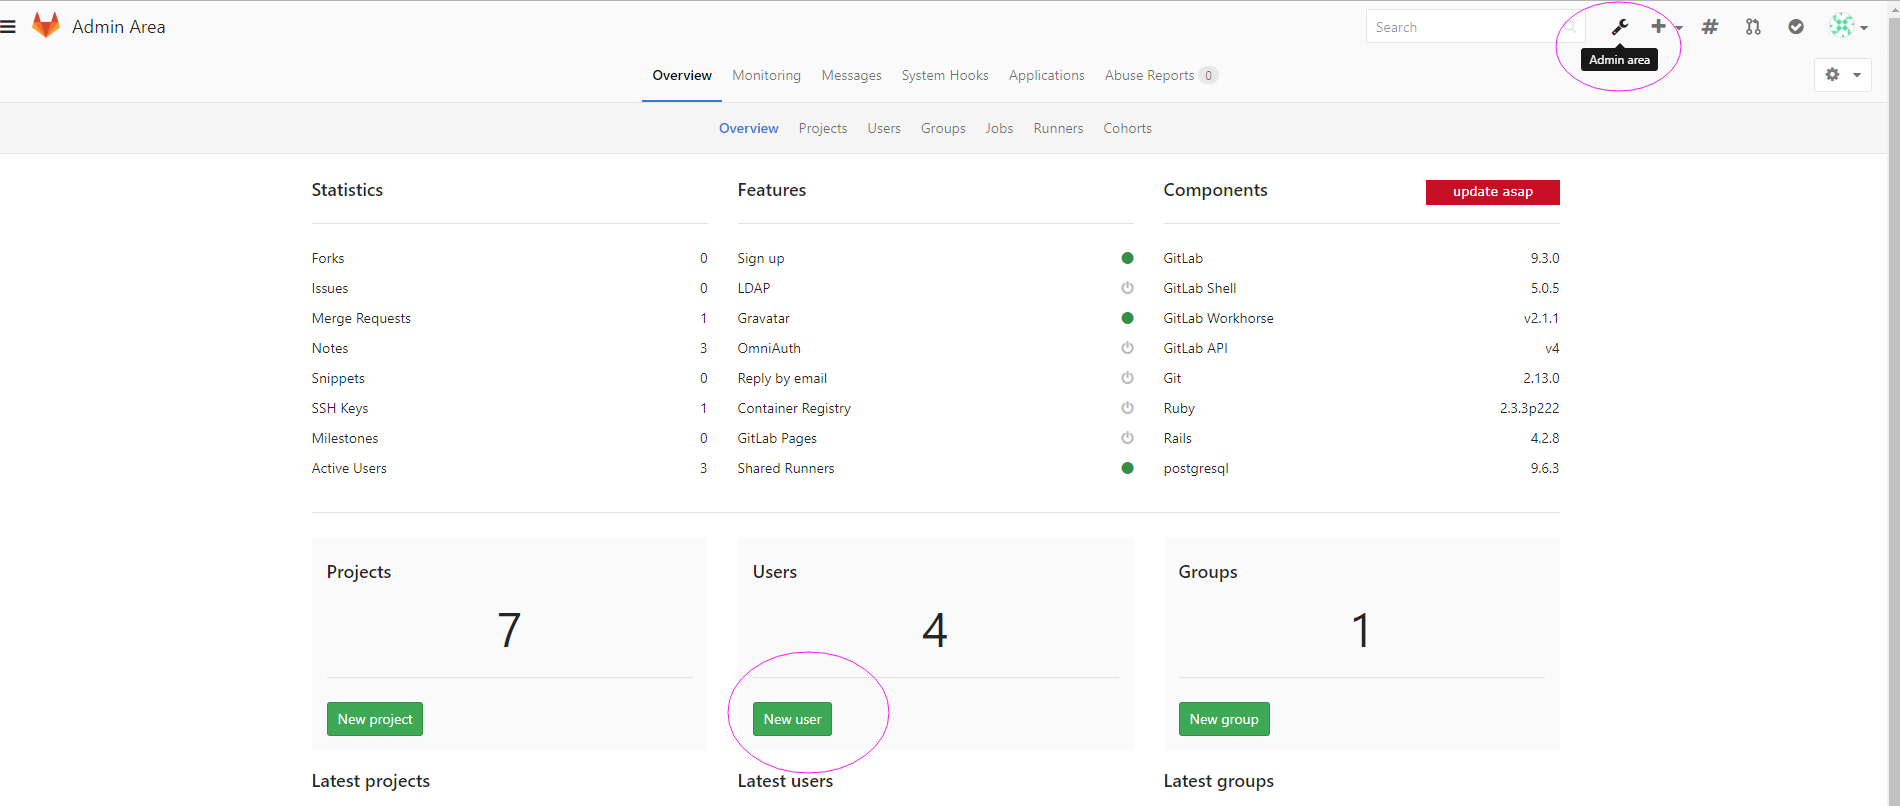 Admin Area
Search
Admin area
Overview Monitoring Messages System Hooks Applications Abuse Reports 0
Overview Projects Users Groups Jobs Runners Cohorts
Statistics
Forks 0
Issues 0
Merge Requests 1
Notes 3
Snippets 0
SSH Keys 1
Milestones 0
Active Users 3
Features
Sign up
LDAP
Gravatar
OmniAuth
Reply by email
Container Registry
GitLab Pages
Shared Runners
Components update asap
GitLab 9.3.0
GitLab Shell 5.0.5
GitLab Workhorse v2.1.1
GitLab API v4
Git 2.13.0
Ruby 2.3.3p222
Rails 4.2.8
postgresql 9.6.3
Projects
7
New project
Users
4
New user
Groups
1
New group
Latest projects
Latest users
Latest groups